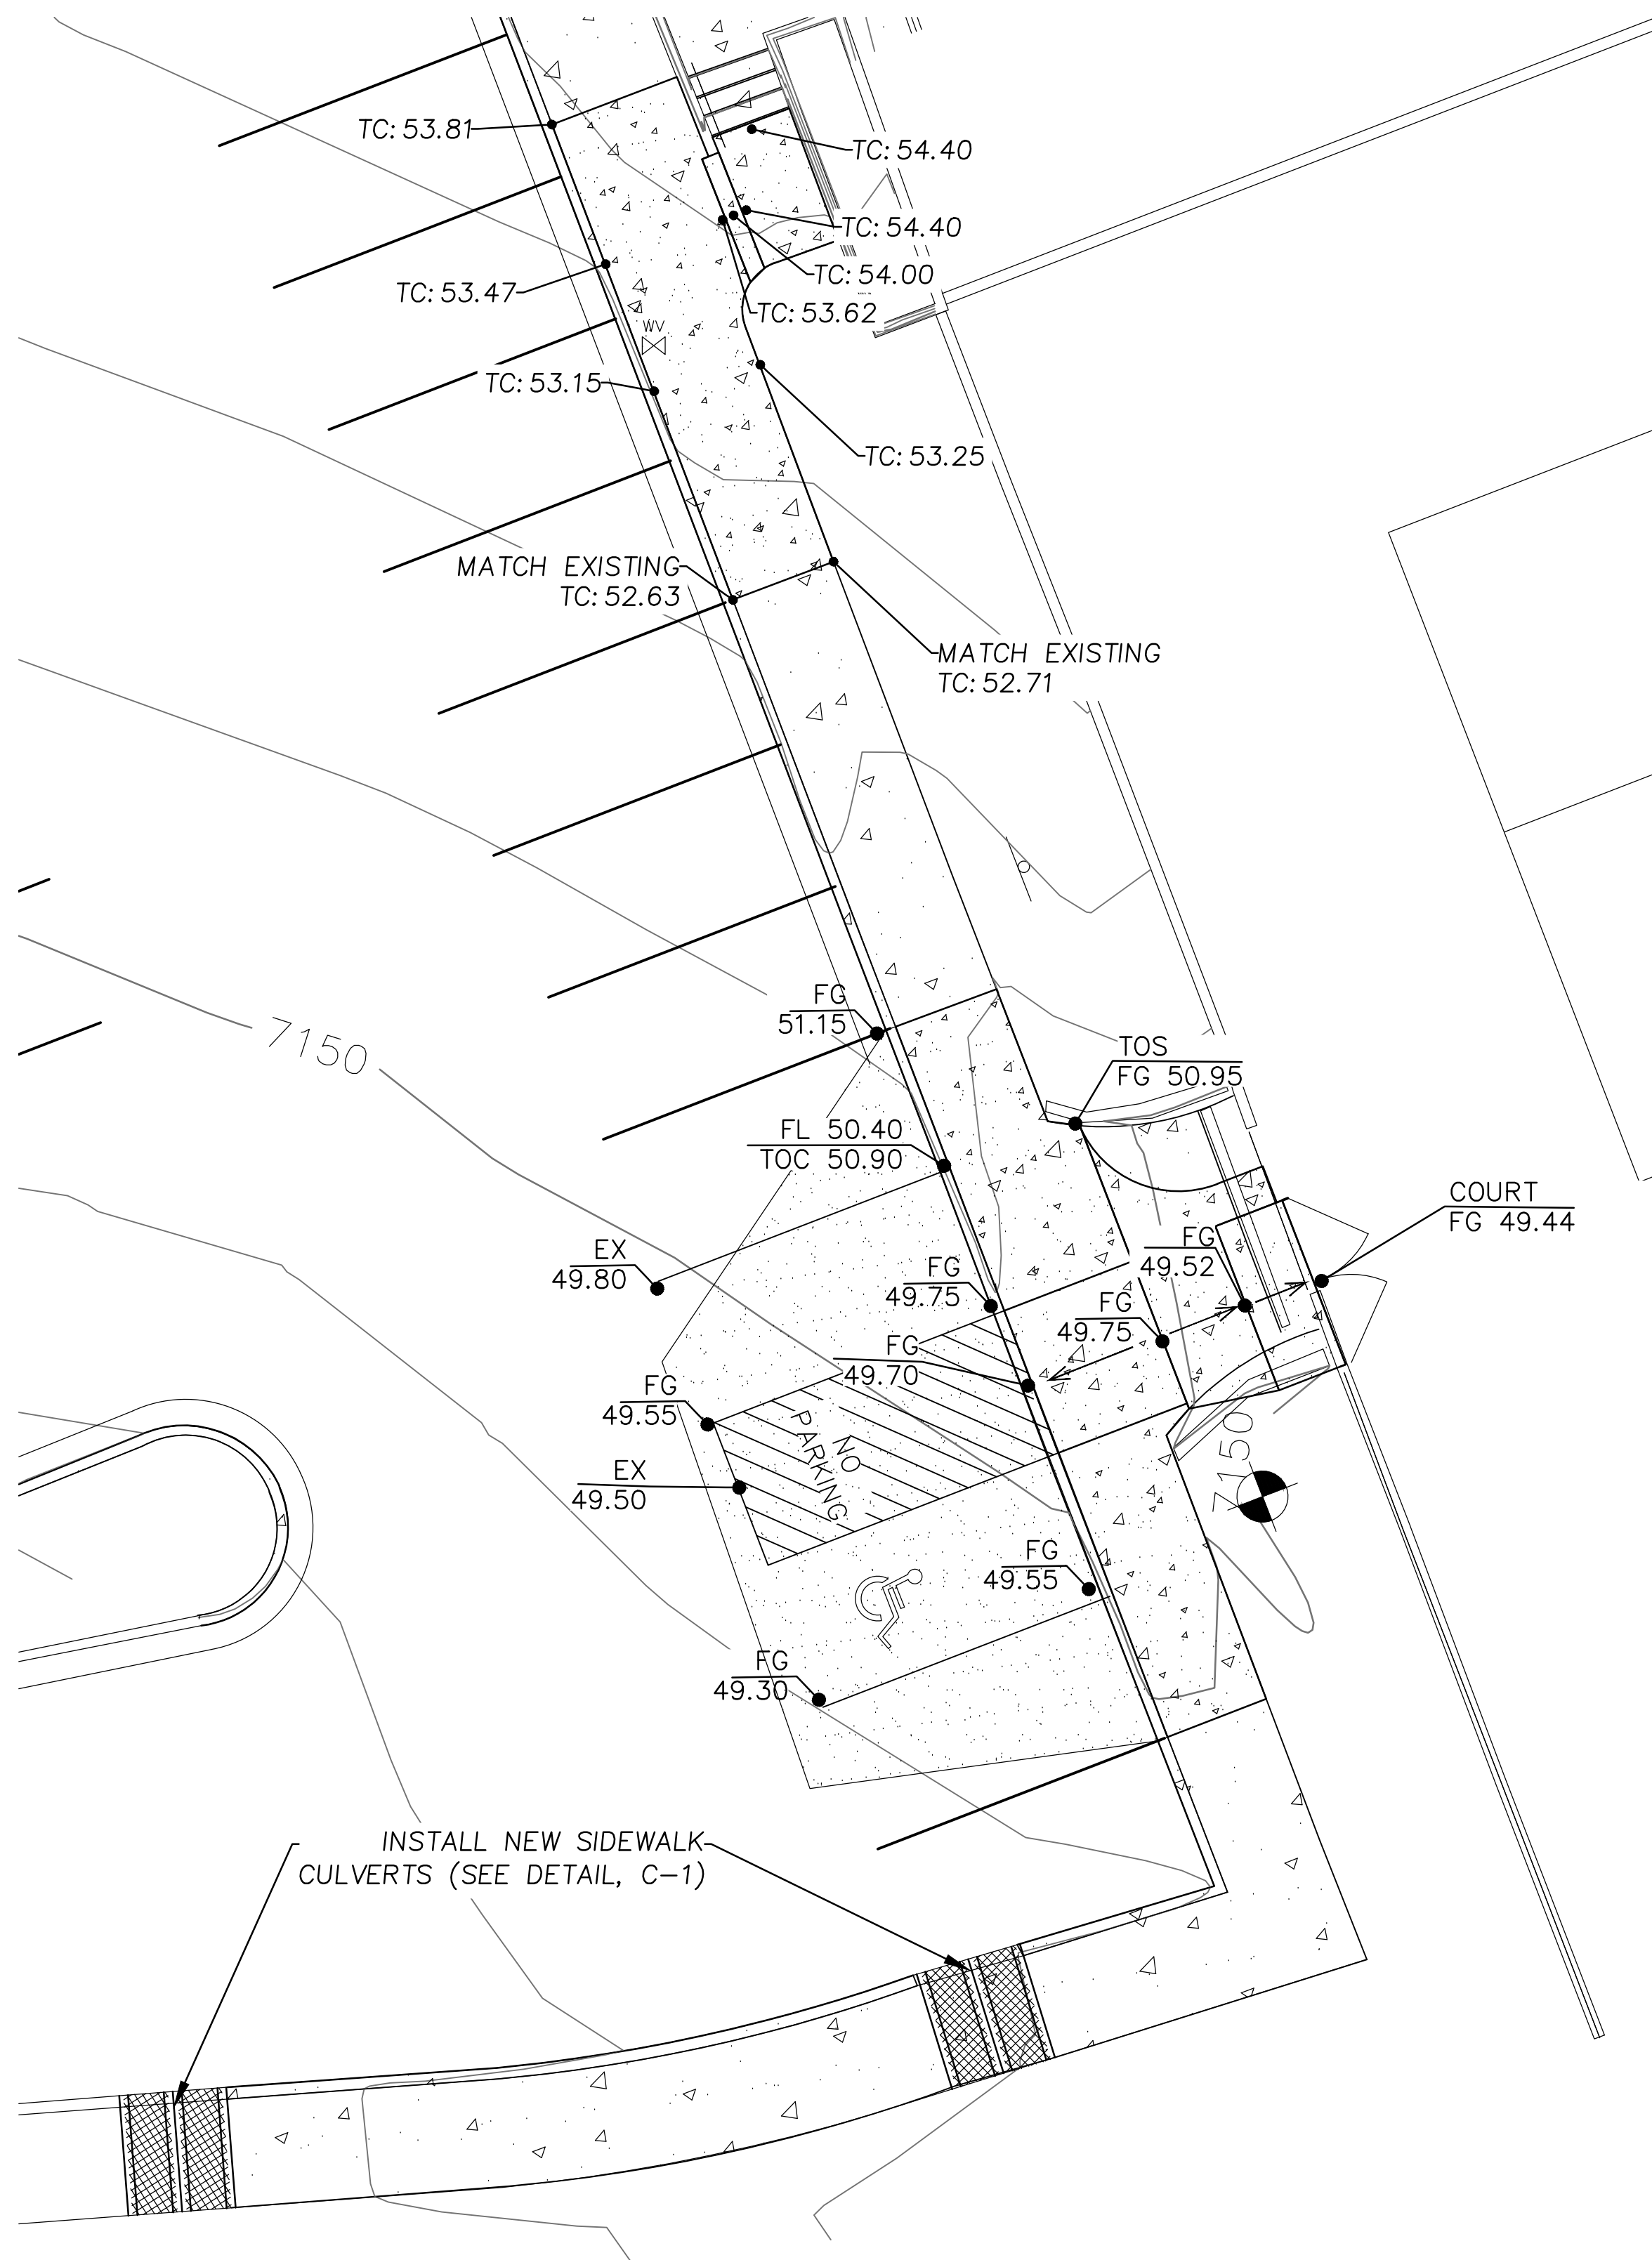 TC: 53.81
TC: 54.40
TC: 54.40
TC: 54.00
TC: 53.47
TC: 53.62
WV
TC: 53.15
TC: 53.25
MATCH EXISTING
TC: 52.63
MATCH EXISTING
TC: 52.71
FG
51.15
7150
TOS
FG 50.95
FL 50.40
TOC 50.90
COURT
FG 49.44
EX
49.80
FG
49.52
FG
49.75
FG
49.75
FG
49.70
FG
49.55
NO
PARKING
7150
EX
49.50
FG
49.55
FG
49.30
INSTALL NEW SIDEWALK
CULVERTS (SEE DETAIL, C-1)